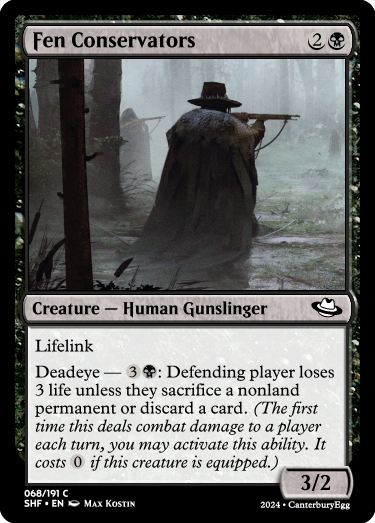 Fen Conservators 2
Creature — Human Gunslinger
Lifelink
Deadeye — 3 : Defending player loses
3 life unless they sacrifice a nonland
permanent or discard a card. (The first
time this deals combat damage to a player
each turn, you may activate this ability. It
costs 0 if this creature is equipped.)
3/2
068/191 C
SHF • EN Max Kostin
2024 • CanterburyEgg